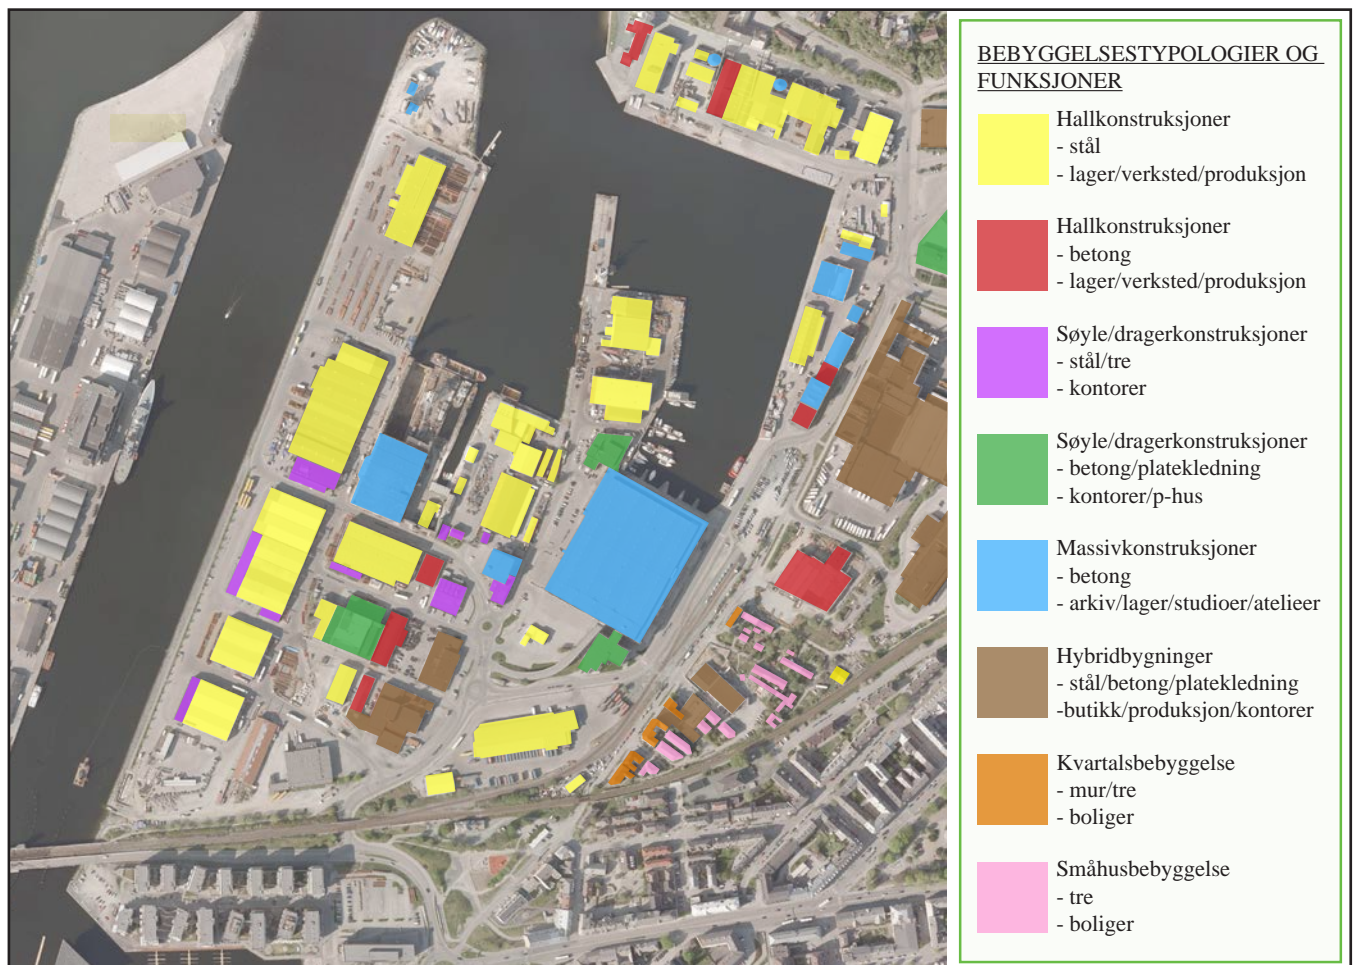 BEBYGGELSESTYPOLOGIER OG
FUNKSJONER
Hallkonstruksjoner
- stål
- lager/verksted/produksjon
Hallkonstruksjoner
- betong
- lager/verksted/produksjon
Søyle/dragerkonstruksjoner
- stål/tre
- kontorer
Søyle/dragerkonstruksjoner
- betong/platekledning
- kontorer/p-hus
Massivkonstruksjoner
- betong
- arkiv/lager/studioer/atelieer
Hybridbygninger
- stål/betong/platekledning
-butikk/produksjon/kontorer
Kvartalsbebyggelse
- mur/tre
- boliger
Småhusbebyggelse
- tre
- boliger